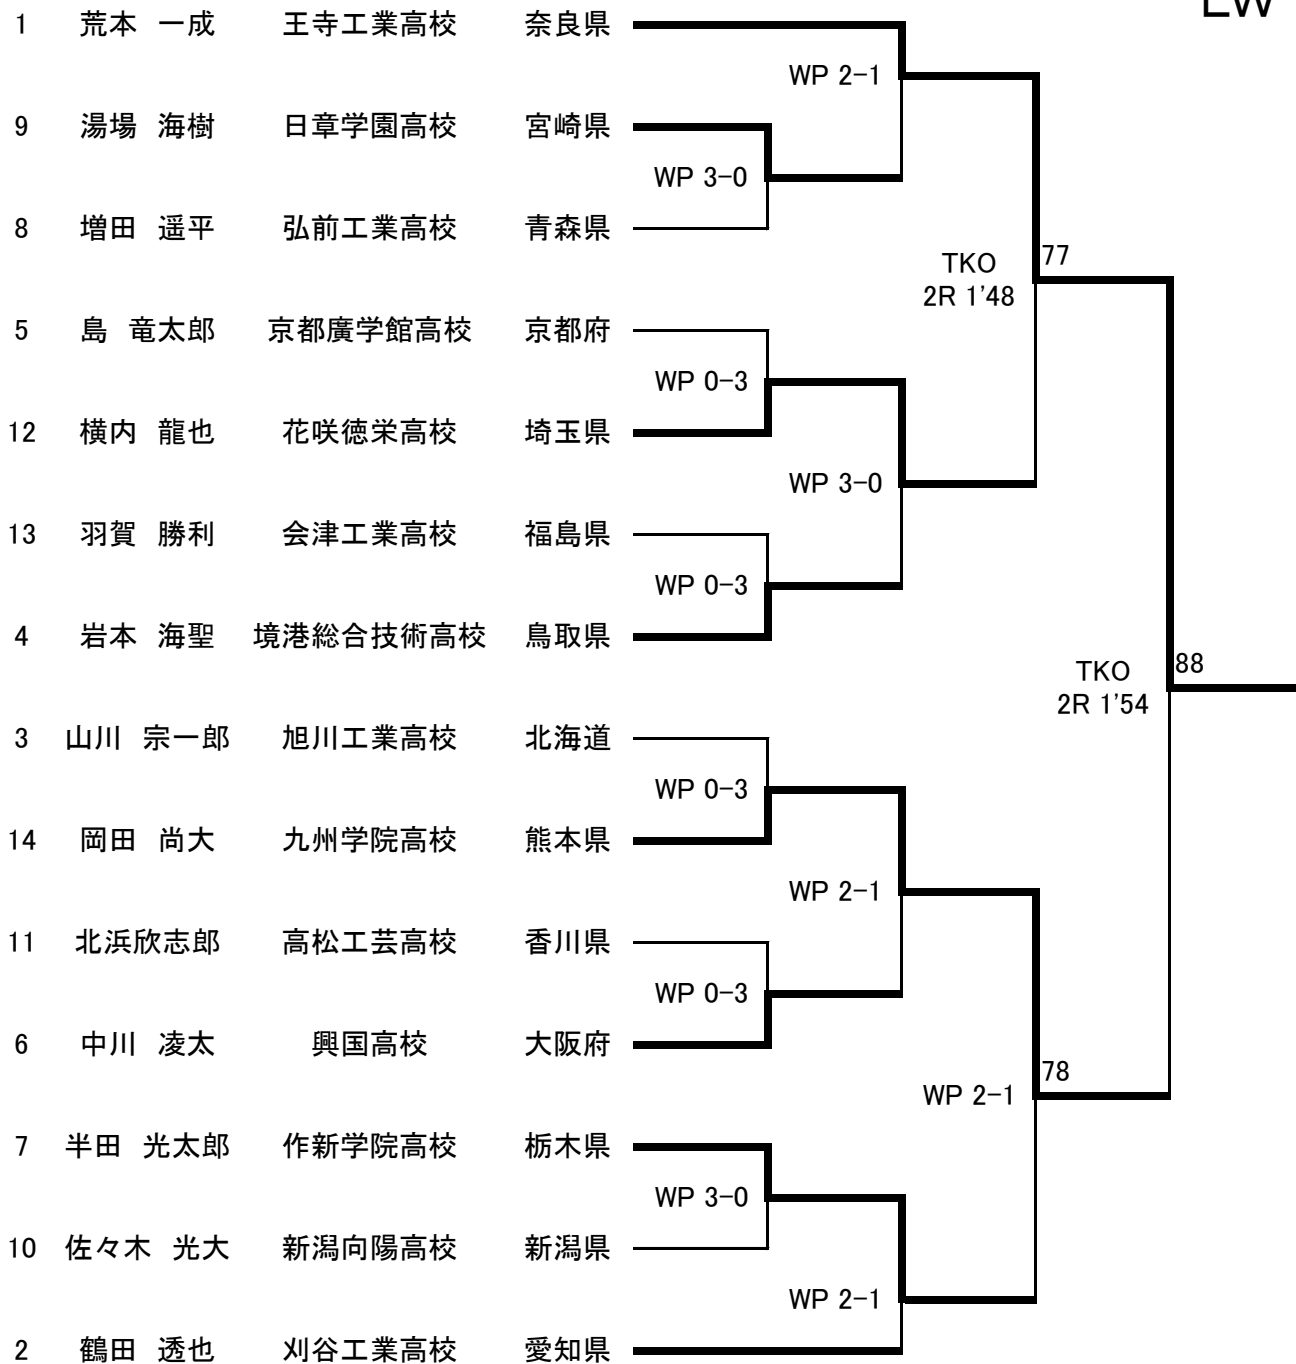 LW
1 荒本 一成 王寺工業高校 奈良県
WP 2-1
9 湯場 海樹 日章学園高校 宮崎県
WP 3-0
8 増田 遥平 弘前工業高校 青森県
77
TKO
2R 1'48
5 島 竜太郎 京都廣学館高校 京都府
WP 0-3
12 横内 龍也 花咲徳栄高校 埼玉県
WP 3-0
13 羽賀 勝利 会津工業高校 福島県
WP 0-3
4 岩本 海聖 境港総合技術高校 鳥取県
88
TKO
2R 1'54
3 山川 宗一郎 旭川工業高校 北海道
WP 0-3
14 岡田 尚大 九州学院高校 熊本県
WP 2-1
11 北浜欣志郎 高松工芸高校 香川県
WP 0-3
6 中川 凌太 興国高校 大阪府
78
WP 2-1
7 半田 光太郎 作新学院高校 栃木県
WP 3-0
10 佐々木 光大 新潟向陽高校 新潟県
WP 2-1
2 鶴田 透也 刈谷工業高校 愛知県